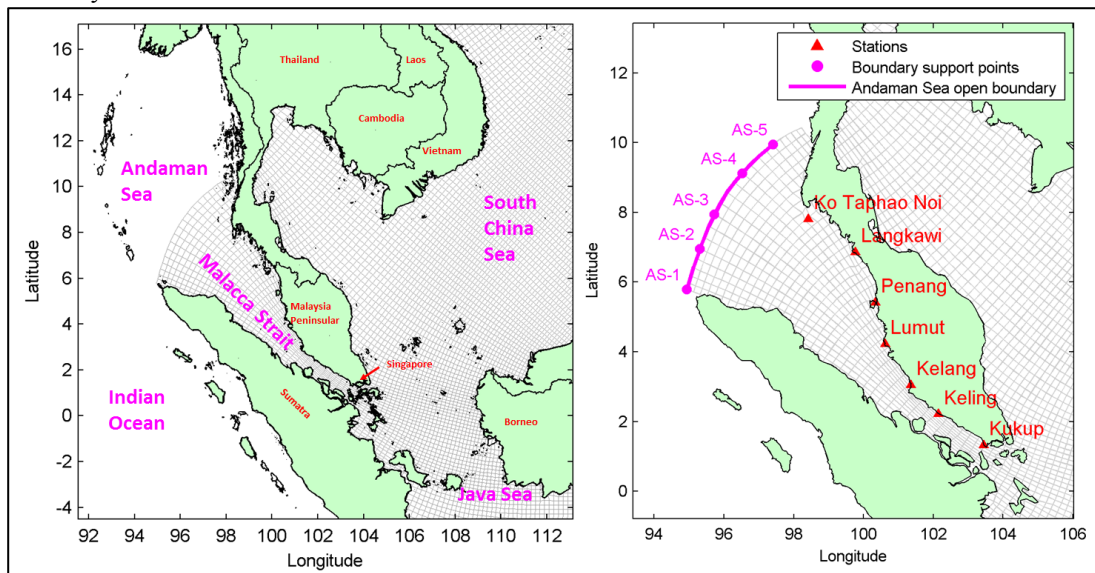 16
14
12
10
8
6
4
2
0
-2
-4
Latitude
92
94
96
98
100
102
104
106
108
110
112
Longitude
Thailand
Laos
Cambodia
Vietnam
Andaman
Sea
South
China
Sea
Malacca Strait
Malaysia
Peninsular
Singapore
Sumatra
Indian
Ocean
Borneo
Java Sea
12
10
8
6
4
2
0
Latitude
94
96
98
100
102
104
106
Longitude
Stations
Boundary support points
Andaman Sea open boundary
AS-5
AS-4
AS-3
AS-2
AS-1
Ko Taphao Noi
Langkawi
Penang
Lumut
Kelang
Keling
Kukup